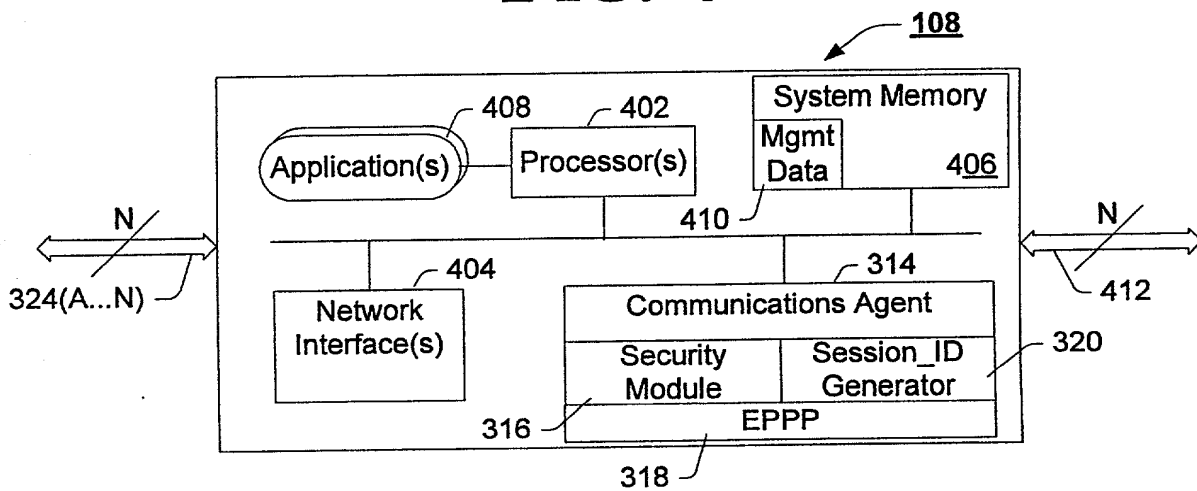 108
System Memory
Mgmt
Data
406
410
408
Application(s)
402
Processor(s)
N
324(A...N)
N
412
404
Network
Interface(s)
314
Communications Agent
Security
Module
Session_ID
Generator
320
316
EPPP
318